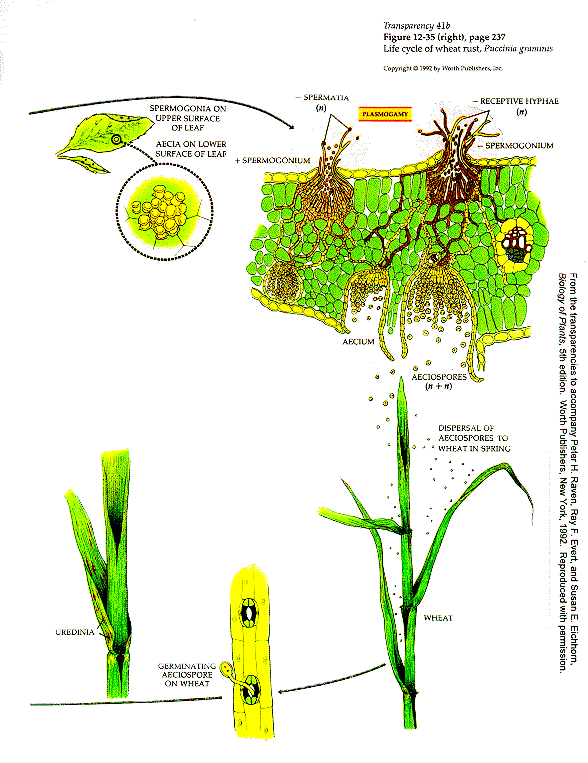 Transparency 41b
Figure 12-35 (right), page 237
Life cycle of wheat rust, Puccinia graminis
Copyright © 1992 by Worth Publishers, Inc.
SPERMOGONIA ON
UPPER SURFACE
OF LEAF
AECIA ON LOWER
SURFACE OF LEAF
– SPERMATIA
(n)
PLASMOGAMY
– RECEPTIVE HYPHAE
(n)
– SPERMOGONIUM
+ SPERMOGONIUM
AECIUM
AECIOSPORES
(n + n)
DISPERSAL OF
AECIOSPORES TO
WHEAT IN SPRING
UREDINIA
WHEAT
GERMINATING
AECIOSPORE
ON WHEAT
From the transparencies to accompany Peter H. Raven, Ray F. Evert, and Susan E. Eichhorn,
Biology of Plants, 5th edition. Worth Publishers, New York, 1992. Reproduced with permission.